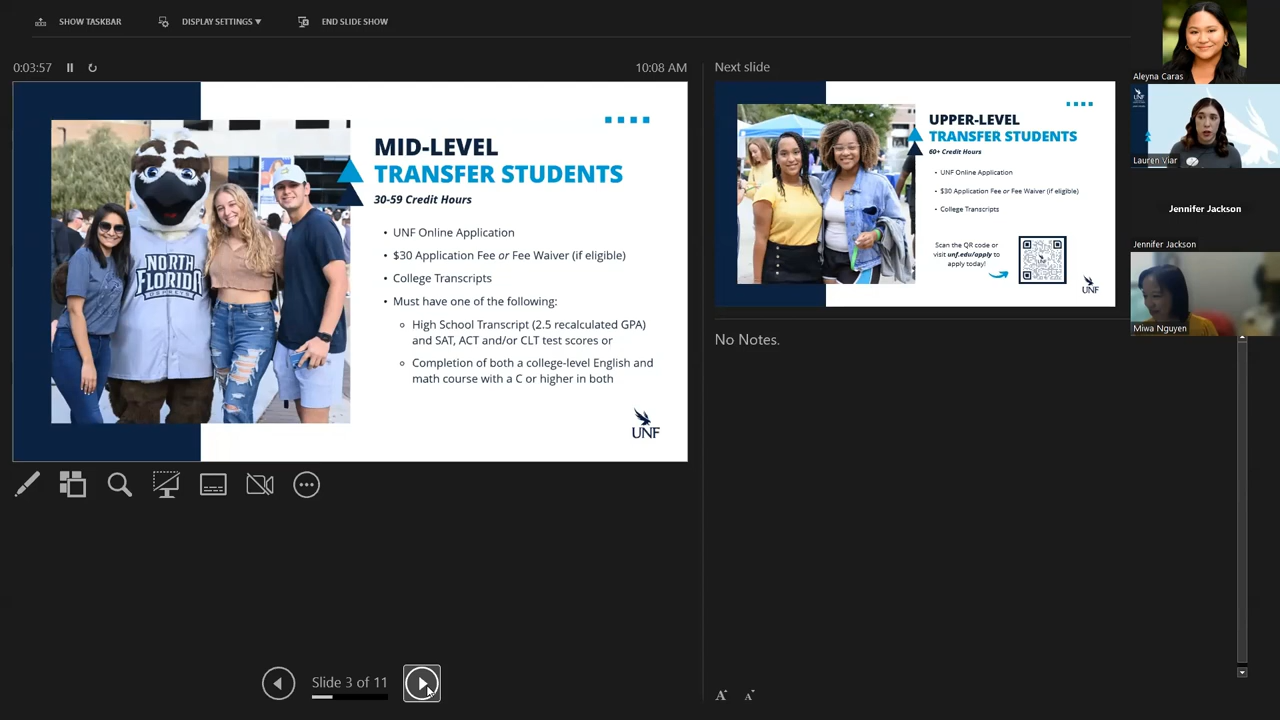 SHOW TASKBAR
DISPLAY SETTINGS ▼
END SLIDE SHOW
0:03:57
10:08 AM
NORTH
FLORIDA
MID-LEVEL
TRANSFER STUDENTS
30-59 Credit Hours
• UNF Online Application
• $30 Application Fee or Fee Waiver (if eligible)
• College Transcripts
• Must have one of the following:
High School Transcript (2.5 recalculated GPA)
and SAT, ACT and/or CLT test scores or
Completion of both a college-level English and
math course with a C or higher in both
UNF
Slide 3 of 11
Next slide
UPPER-LEVEL
TRANSFER STUDENTS
60+ Credit Hours
• UNF Online Application
• $30 Application Fee or Fee Waiver (if eligible)
• College Transcripts
Scan the QR code or
visit unf.edu/apply to
apply today!
UNF
No Notes.
A
A
Aleyna Caras
UNF
Lauren Viar
Jennifer Jackson
Jennifer Jackson
Miwa Nguyen